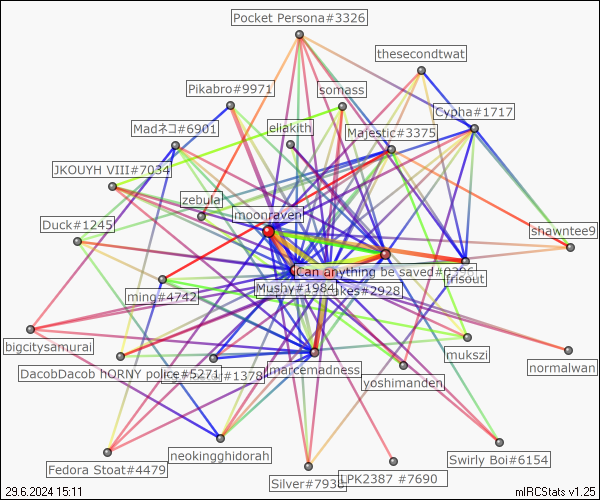 Pocket Persona#3326
thesecondtwat
Pikabro#9971
somass
Cypha#1717
Madネコ#6901
eliakith
Majestic#3375
JKOUYH VIII#7034
zebula
moonraven
Duck#1245
shawntee9
Can anything be saved#0396
frisout
Mushy#1984
cakes#2928
ming#4742
bigcitysamurai
mukszi
normalwan
marcemadness
DacobDacob hORNY police#5271
#1378
yoshimanden
neokingghidorah
Swirly Boi#6154
Fedora Stoat#4479
Silver#793
LPK2387 #7690
29.6.2024 15:11
mIRCStats v1.25